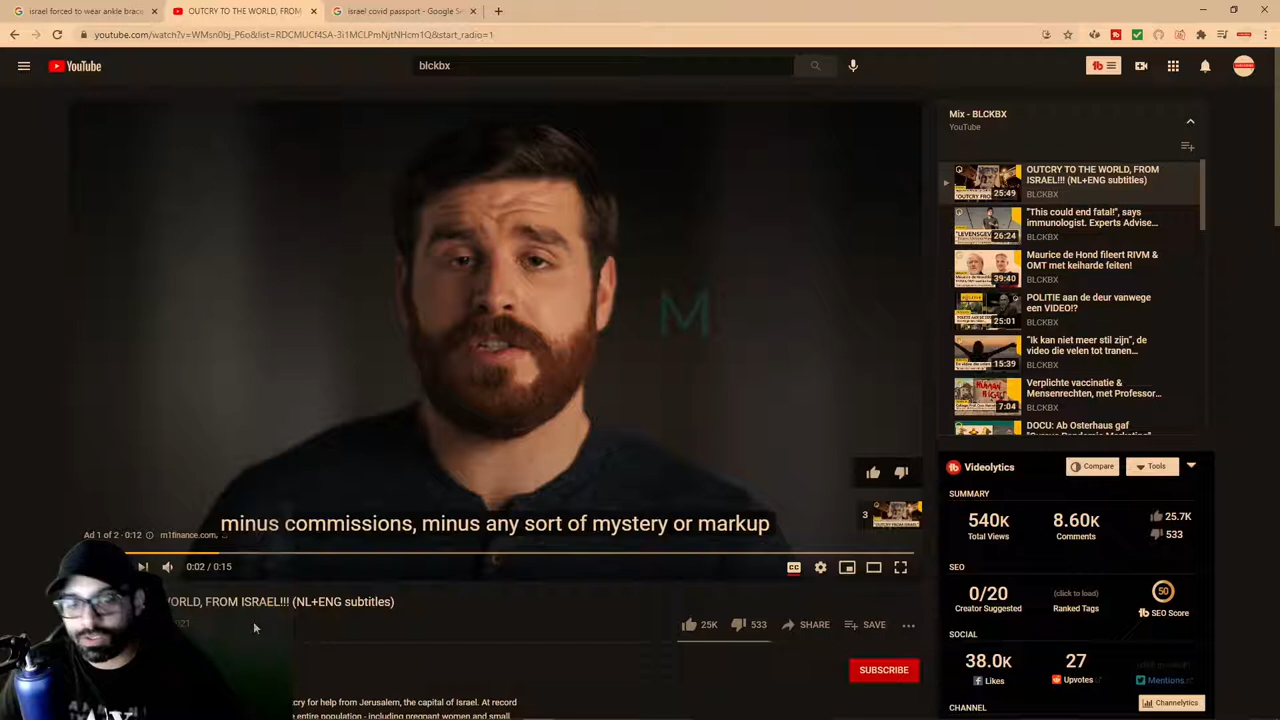 israel forced to wear ankle brace
OUTCRY TO THE WORLD, FROM
israel covid passport - Google Se
youtube.com/watch?v=WMsn0bj_P6o&list=RDCMUCf4SA-3i1MCLPmNjtNHcm1Q&start_radio=1
YouTube
blckbx
Mix - BLCKBX
YouTube
OUTCRY TO THE WORLD, FROM
ISRAEL!!! (NL+ENG subtitles)
BLCKBX
25:49
"This could end fatal!", says
immunologist. Experts Advise...
BLCKBX
26:24
Maurice de Hond fileert RIVM &
OMT met keiharde feiten!
BLCKBX
39:40
POLITIE aan de deur vanwege
een VIDEO!?
BLCKBX
25:01
"Ik kan niet meer stil zijn", de
video die velen tot tranen...
BLCKBX
15:39
Verplichte vaccinatie &
Mensenrechten, met Professor...
BLCKBX
7:04
DOCU: Ab Osterhaus gaf
minus commissions, minus any sort of mystery or markup
Ad 1 of 2 · 0:12
m1finance.com/...
3
0:02 / 0:15
CC
WORLD, FROM ISRAEL!!! (NL+ENG subtitles)
2021
25K
533
SHARE
SAVE
SUBSCRIBE
cry for help from Jerusalem, the capital of Israel. At record
entire population - including pregnant women and small
tb Videolytics
Compare
Tools
SUMMARY
540K
Total Views
8.60K
Comments
25.7K
533
SEO
0/20
Creator Suggested
(click to load)
Ranked Tags
50
tb SEO Score
SOCIAL
38.0K
Likes
27
Upvotes
Mentions
Channelytics
CHANNEL